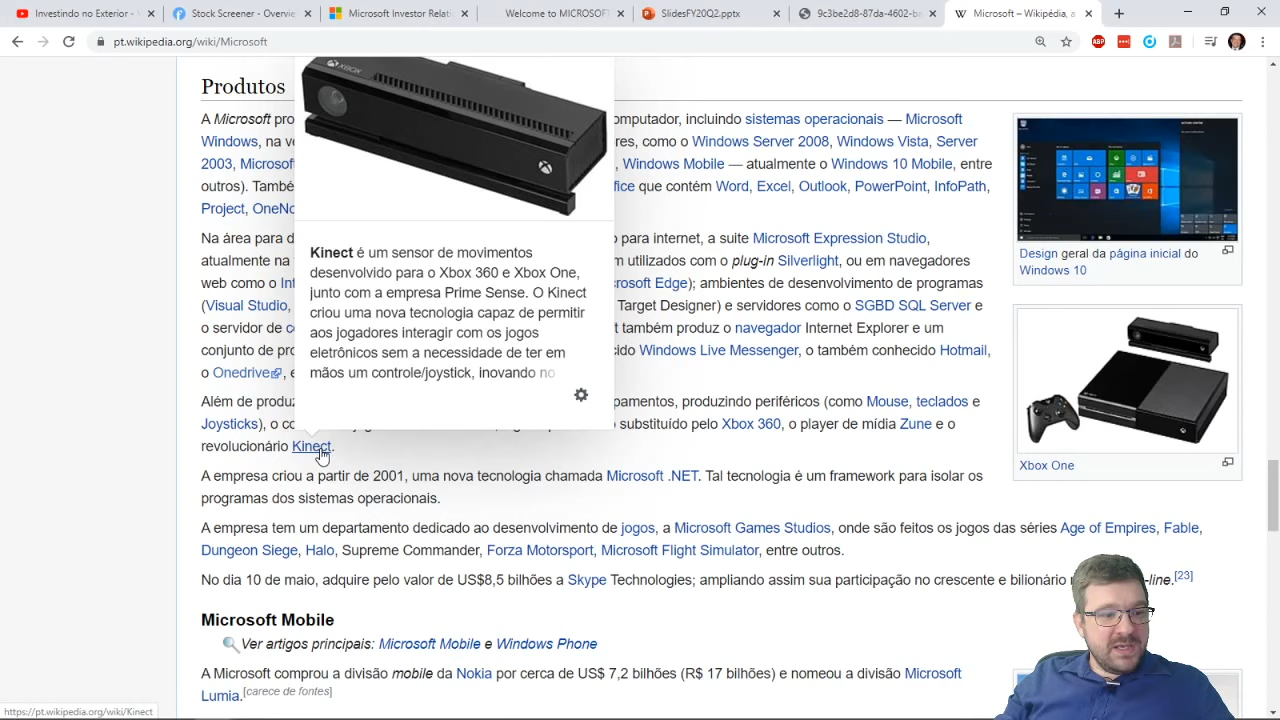 YouTube - Overview
Stock Screener - Overview
Microsoft Investor Relati
Welcome to MICROSOFT
SlidesFY20Q2.pptx
9c3be2d8-87da-4602-b
Microsoft – Wikipédia, a
pt.wikipedia.org/wiki/Microsoft
ABP
XBOX
Produtos
A Microsoft pro omputador, incluindo sistemas operacionais — Microsoft
Windows, na ve res, como o Windows Server 2008, Windows Vista, Server
2003, Microsof , Windows Mobile — atualmente o Windows 10 Mobile, entre
outros). També fice que contém Word, Excel, Outlook, PowerPoint, InfoPath,
Project, OneNo
Na área para d o para internet, a suite Microsoft Expression Studio,
atualmente na m utilizados com o plug-in Silverlight, ou em navegadores
web como o Int rosoft Edge); ambientes de desenvolvimento de programas
(Visual Studio, Target Designer) e servidores como o SGBD SQL Server e
o servidor de co t também produz o navegador Internet Explorer e um
conjunto de pro cido Windows Live Messenger, o também conhecido Hotmail,
o Onedrive, e
Além de produz pamentos, produzindo periféricos (como Mouse, teclados e
Joysticks), o co substituído pelo Xbox 360, o player de mídia Zune e o
revolucionário Kinect.
Kinect é um sensor de movimentos
desenvolvido para o Xbox 360 e Xbox One,
junto com a empresa Prime Sense. O Kinect
criou uma nova tecnologia capaz de permitir
aos jogadores interagir com os jogos
eletrônicos sem a necessidade de ter em
mãos um controle/joystick, inovando no
Design geral da página inicial do
Windows 10
Xbox One
A empresa criou a partir de 2001, uma nova tecnologia chamada Microsoft .NET. Tal tecnologia é um framework para isolar os
programas dos sistemas operacionais.
A empresa tem um departamento dedicado ao desenvolvimento de jogos, a Microsoft Games Studios, onde são feitos os jogos das séries Age of Empires, Fable,
Dungeon Siege, Halo, Supreme Commander, Forza Motorsport, Microsoft Flight Simulator, entre outros.
No dia 10 de maio, adquire pelo valor de US$8,5 bilhões a Skype Technologies; ampliando assim sua participação no crescente e bilionário -line.[23]
Microsoft Mobile
Ver artigos principais: Microsoft Mobile e Windows Phone
A Microsoft comprou a divisão mobile da Nokia por cerca de US$ 7,2 bilhões (R$ 17 bilhões) e nomeou a divisão Microsoft
Lumia.[carece de fontes]
https://pt.wikipedia.org/wiki/Kinect